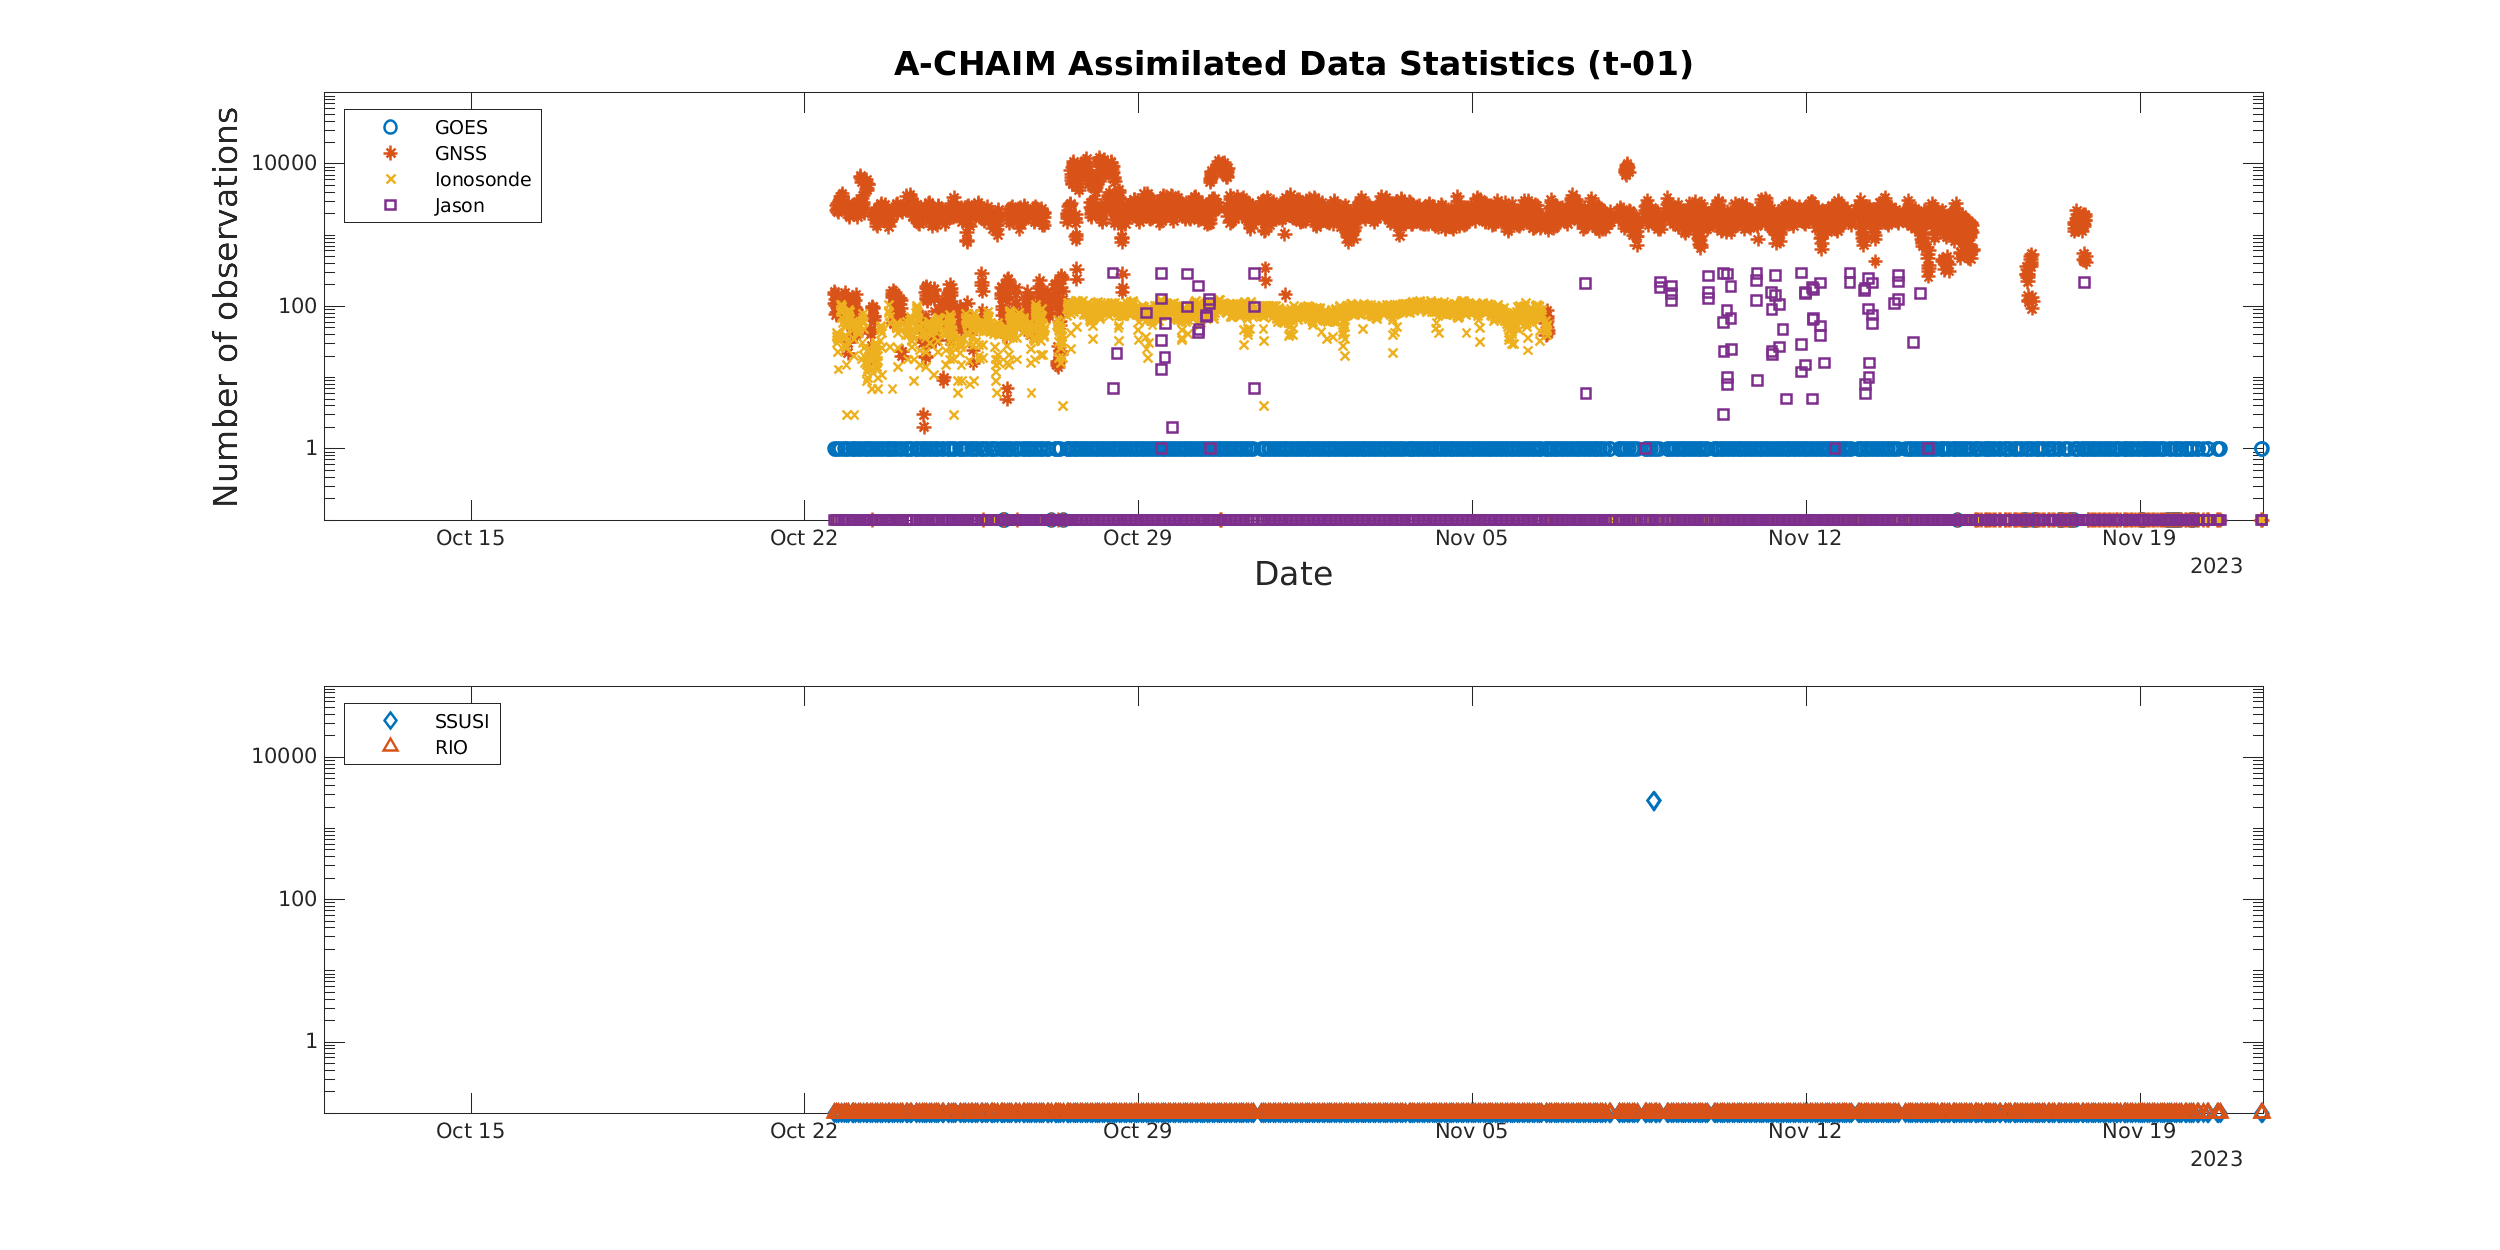 A-CHAIM Assimilated Data Statistics (t-01)
GOES
GNSS
Ionosonde
Jason
10000
100
1
Number of observations
Oct 15
Oct 22
Oct 29
Nov 05
Nov 12
Nov 19
2023
Date
SSUSI
RIO
10000
100
1
Oct 15
Oct 22
Oct 29
Nov 05
Nov 12
Nov 19
2023